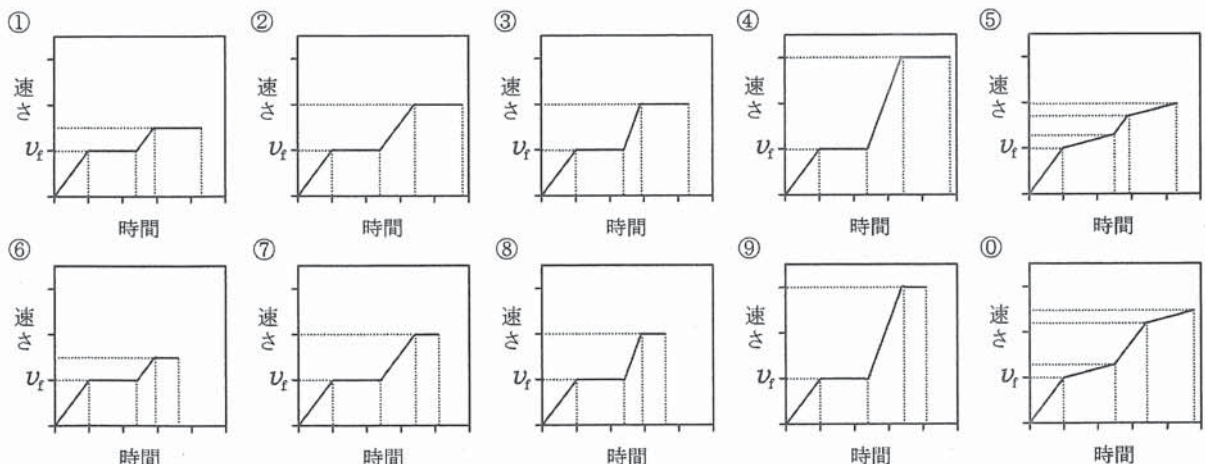 ① ② ③ ④ ⑤
速さ 速さ 速さ 速さ 速さ
v_f v_f v_f v_f v_f
時間 時間 時間 時間 時間
⑥ ⑦ ⑧ ⑨ ⓪
速さ 速さ 速さ 速さ 速さ
v_f v_f v_f v_f v_f
時間 時間 時間 時間 時間